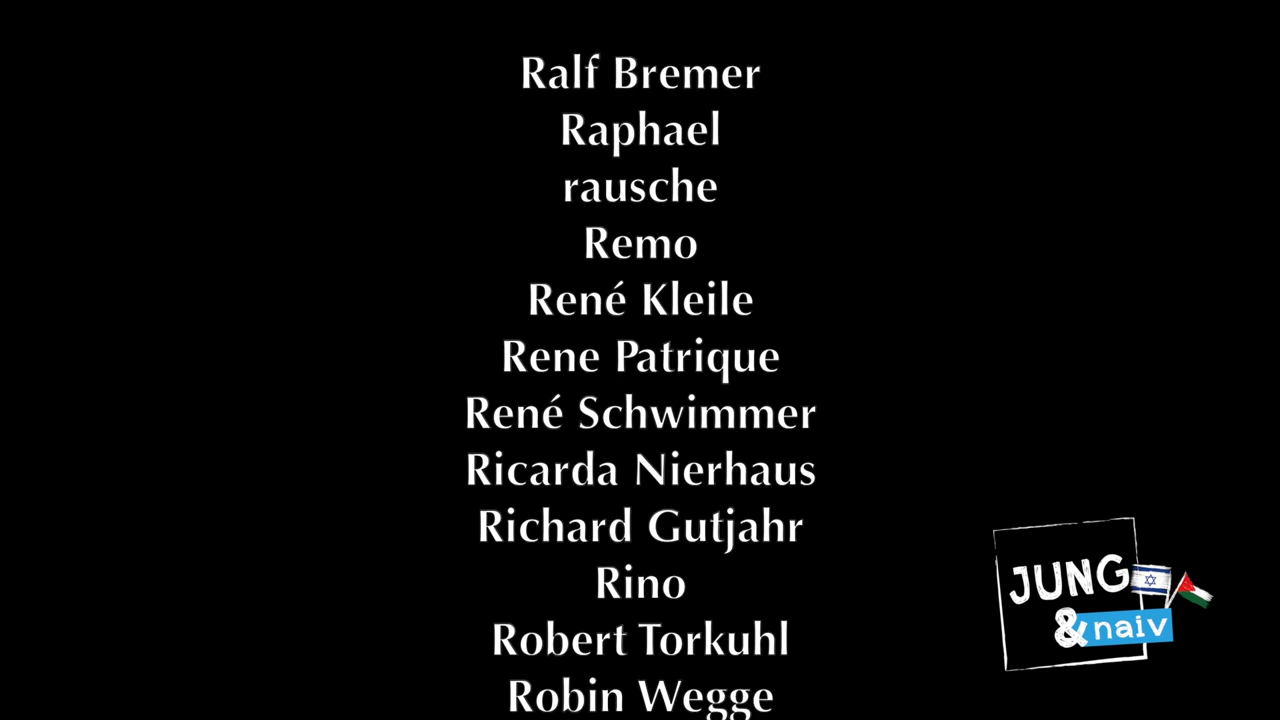 Ralf Bremer
Raphael
rausche
Remo
René Kleile
Rene Patrique
René Schwimmer
Ricarda Nierhaus
Richard Gutjahr
Rino
Robert Torkuhl
Robin Wegge
JUNG
& naiv